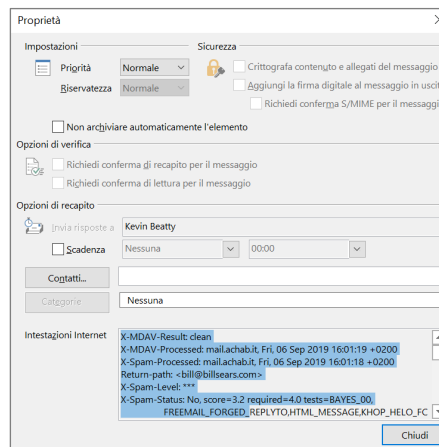 Proprietà
Impostazioni
Sicurezza
Priorità
Normale
Crittografa contenuto e allegati del messaggio
Riservatezza
Normale
Aggiungi la firma digitale al messaggio in uscit
Richiedi conferma S/MIME per il messaggi
Non archiviare automaticamente l'elemento
Opzioni di verifica
Richiedi conferma di recapito per il messaggio
Richiedi conferma di lettura per il messaggio
Opzioni di recapito
Invia risposte a
Kevin Beatty
Scadenza
Nessuna
00:00
Contatti...
Categorie
Nessuna
Intestazioni Internet
X-MDAV-Result: clean
X-MDAV-Processed: mail.achab.it, Fri, 06 Sep 2019 16:01:19 +0200
X-Spam-Processed: mail.achab.it, Fri, 06 Sep 2019 16:01:18 +0200
Return-path: <bill@billsears.com>
X-Spam-Level: ***
X-Spam-Status: No, score=3.2 required=4.0 tests=BAYES_00,
FREEMAIL_FORGED_REPLYTO,HTML_MESSAGE,KHOP_HELO_FC
Chiudi